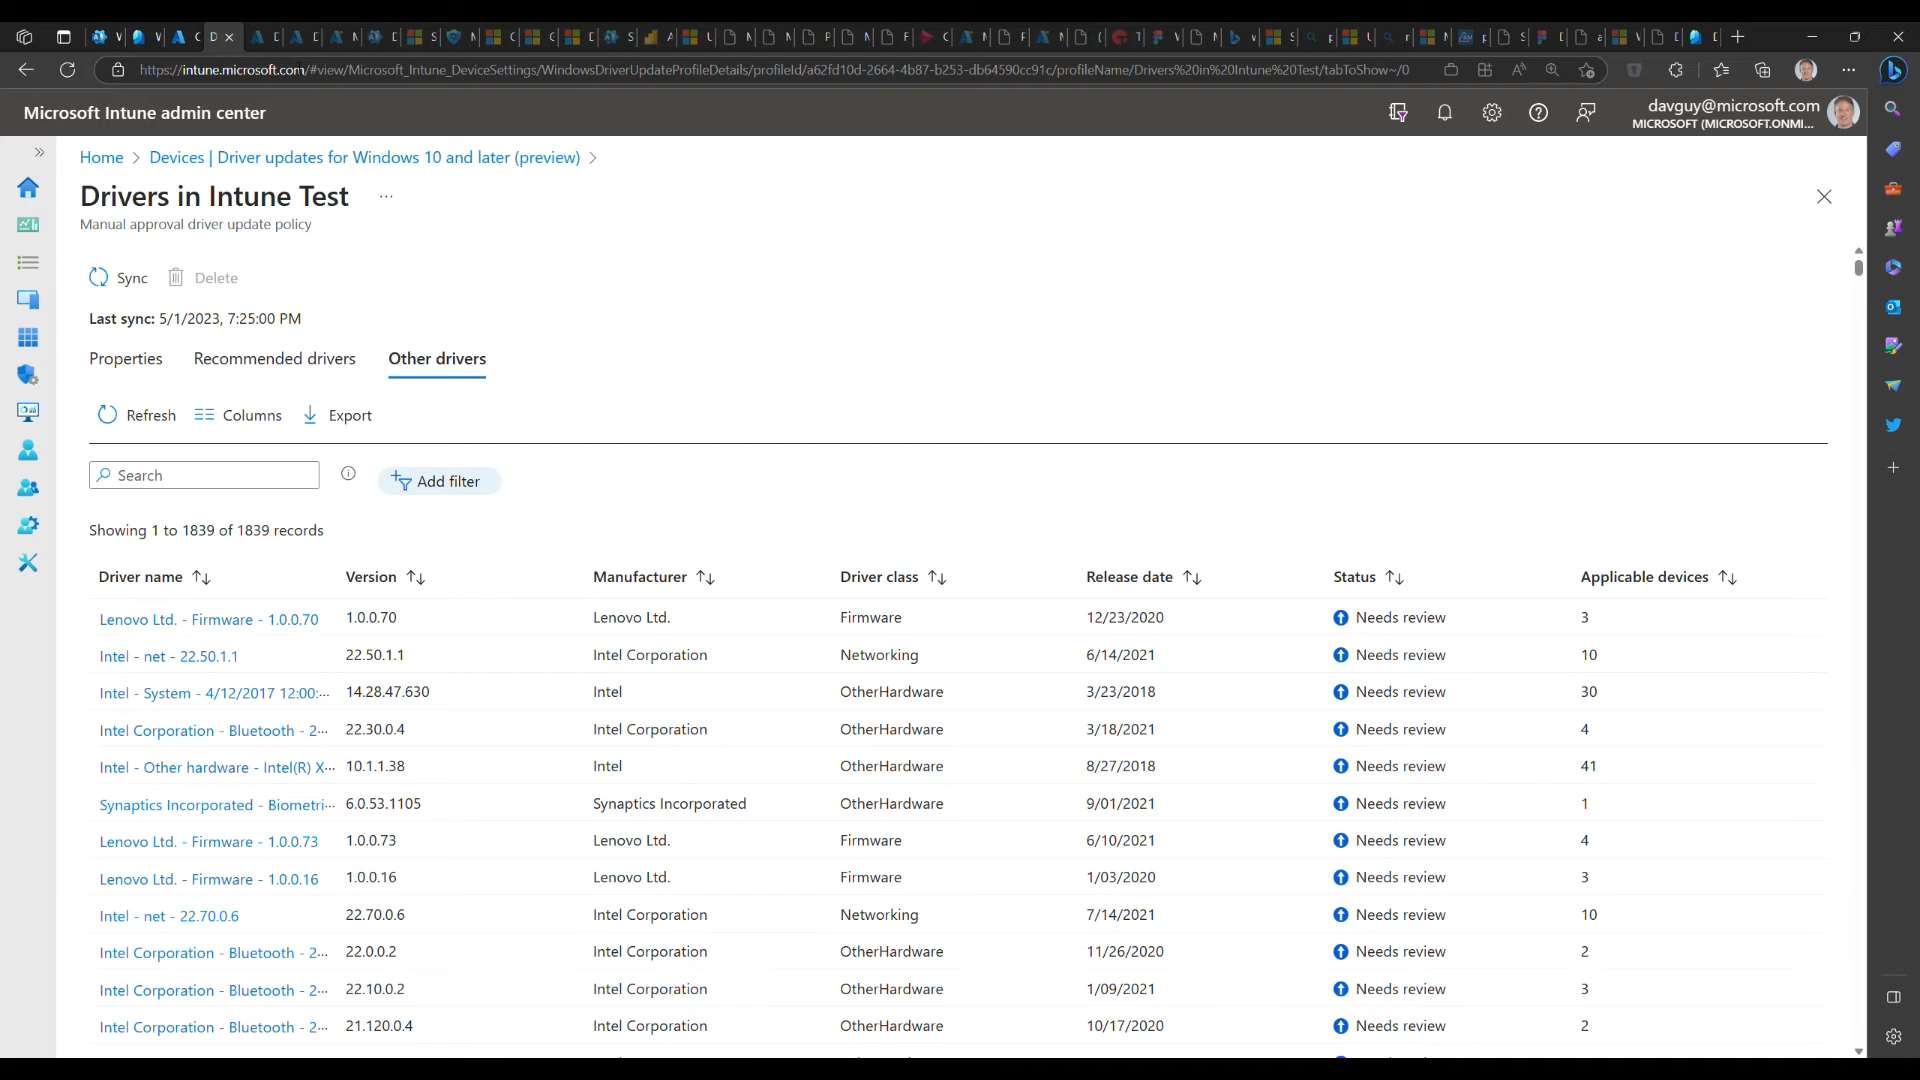 https://intune.microsoft.com/#view/Microsoft_Intune_DeviceSettings/WindowsDriverUpdateProfileDetails/profileId/a62fd10d-2664-4b87-b253-db64590cc91c/profileName/Drivers%20in%20Intune%20Test/tabToShow~/0
Microsoft Intune admin center
davguy@microsoft.com
MICROSOFT (MICROSOFT.ONMI...
Home > Devices | Driver updates for Windows 10 and later (preview) >
Drivers in Intune Test ...
Manual approval driver update policy
Sync Delete
Last sync: 5/1/2023, 7:25:00 PM
Properties Recommended drivers Other drivers
Refresh Columns Export
Search Add filter
Showing 1 to 1839 of 1839 records
Driver name Version Manufacturer Driver class Release date Status Applicable devices
Lenovo Ltd. - Firmware - 1.0.0.70 1.0.0.70 Lenovo Ltd. Firmware 12/23/2020 Needs review 3
Intel - net - 22.50.1.1 22.50.1.1 Intel Corporation Networking 6/14/2021 Needs review 10
Intel - System - 4/12/2017 12:00:... 14.28.47.630 Intel OtherHardware 3/23/2018 Needs review 30
Intel Corporation - Bluetooth - 2... 22.30.0.4 Intel Corporation OtherHardware 3/18/2021 Needs review 4
Intel - Other hardware - Intel(R) X... 10.1.1.38 Intel OtherHardware 8/27/2018 Needs review 41
Synaptics Incorporated - Biometri... 6.0.53.1105 Synaptics Incorporated OtherHardware 9/01/2021 Needs review 1
Lenovo Ltd. - Firmware - 1.0.0.73 1.0.0.73 Lenovo Ltd. Firmware 6/10/2021 Needs review 4
Lenovo Ltd. - Firmware - 1.0.0.16 1.0.0.16 Lenovo Ltd. Firmware 1/03/2020 Needs review 3
Intel - net - 22.70.0.6 22.70.0.6 Intel Corporation Networking 7/14/2021 Needs review 10
Intel Corporation - Bluetooth - 2... 22.0.0.2 Intel Corporation OtherHardware 11/26/2020 Needs review 2
Intel Corporation - Bluetooth - 2... 22.10.0.2 Intel Corporation OtherHardware 1/09/2021 Needs review 3
Intel Corporation - Bluetooth - 2... 21.120.0.4 Intel Corporation OtherHardware 10/17/2020 Needs review 2